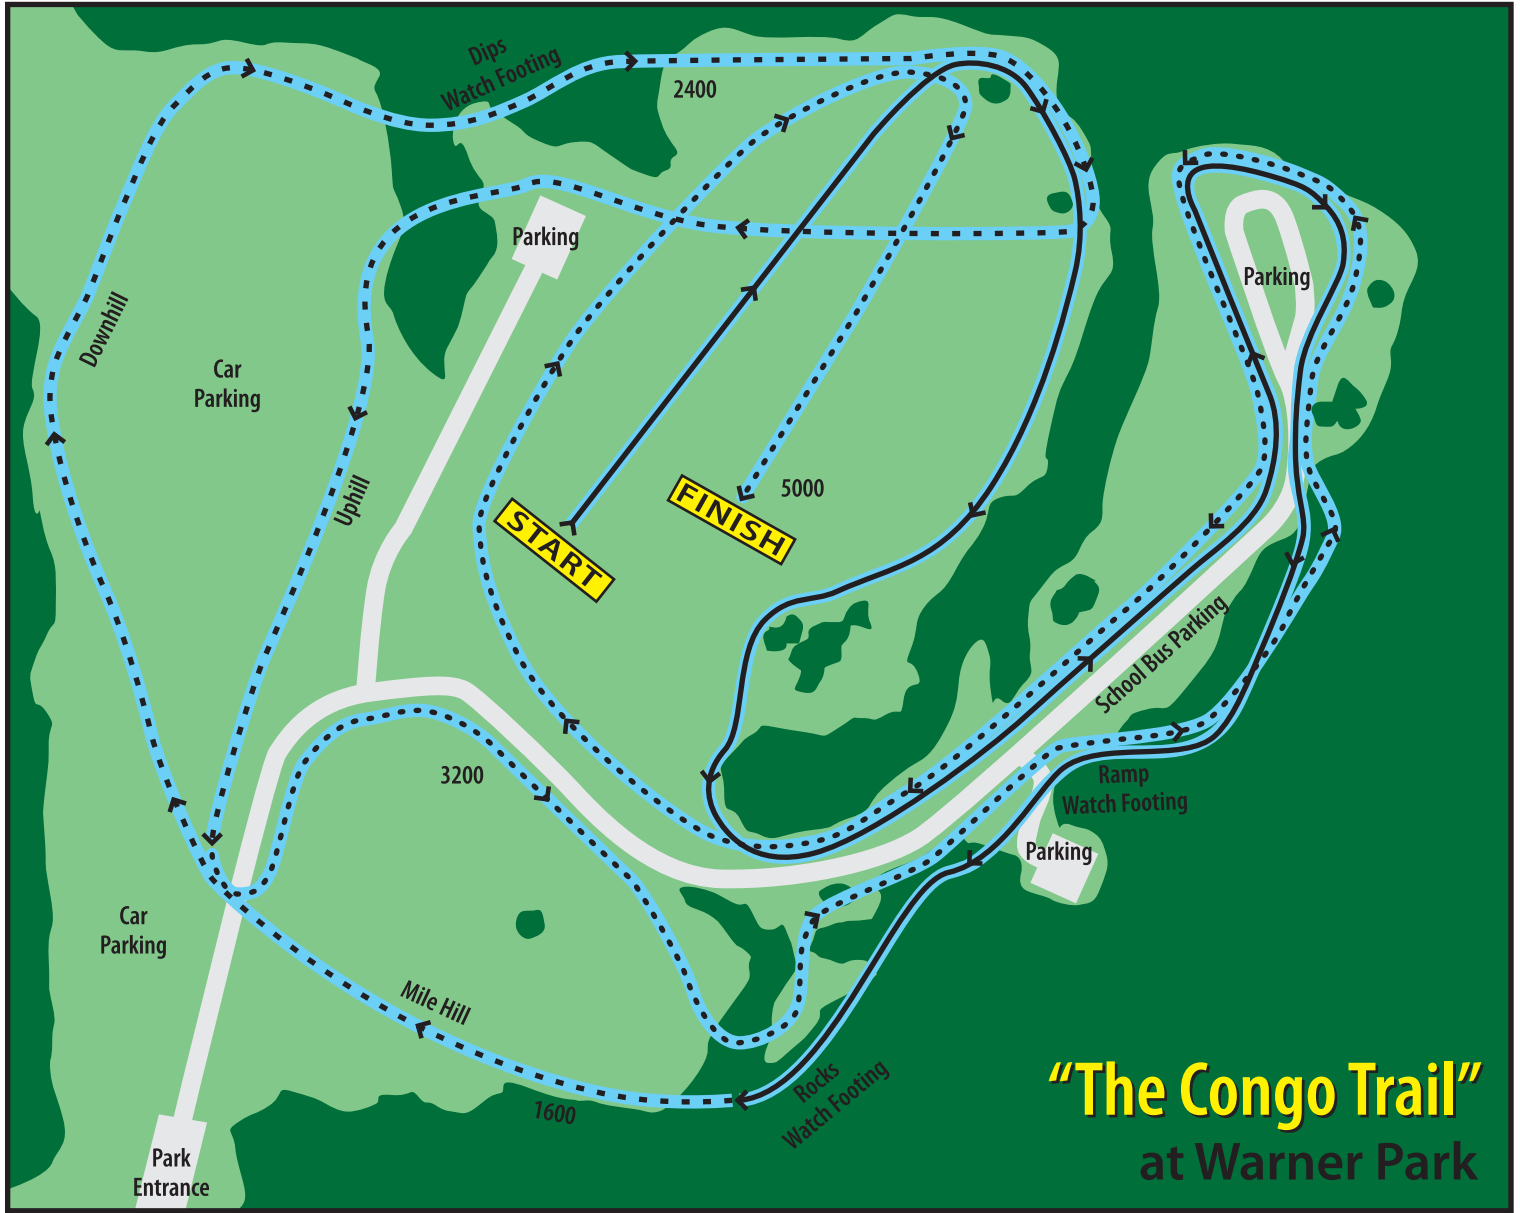 Dips
Watch Footing
2400
Parking
Parking
Downhill
Car
Parking
Uphill
5000
START
FINISH
School Bus Parking
3200
Ramp
Watch Footing
Parking
Car
Parking
Mile Hill
1600
Rocks
Watch Footing
Park
Entrance
“The Congo Trail”
at Warner Park